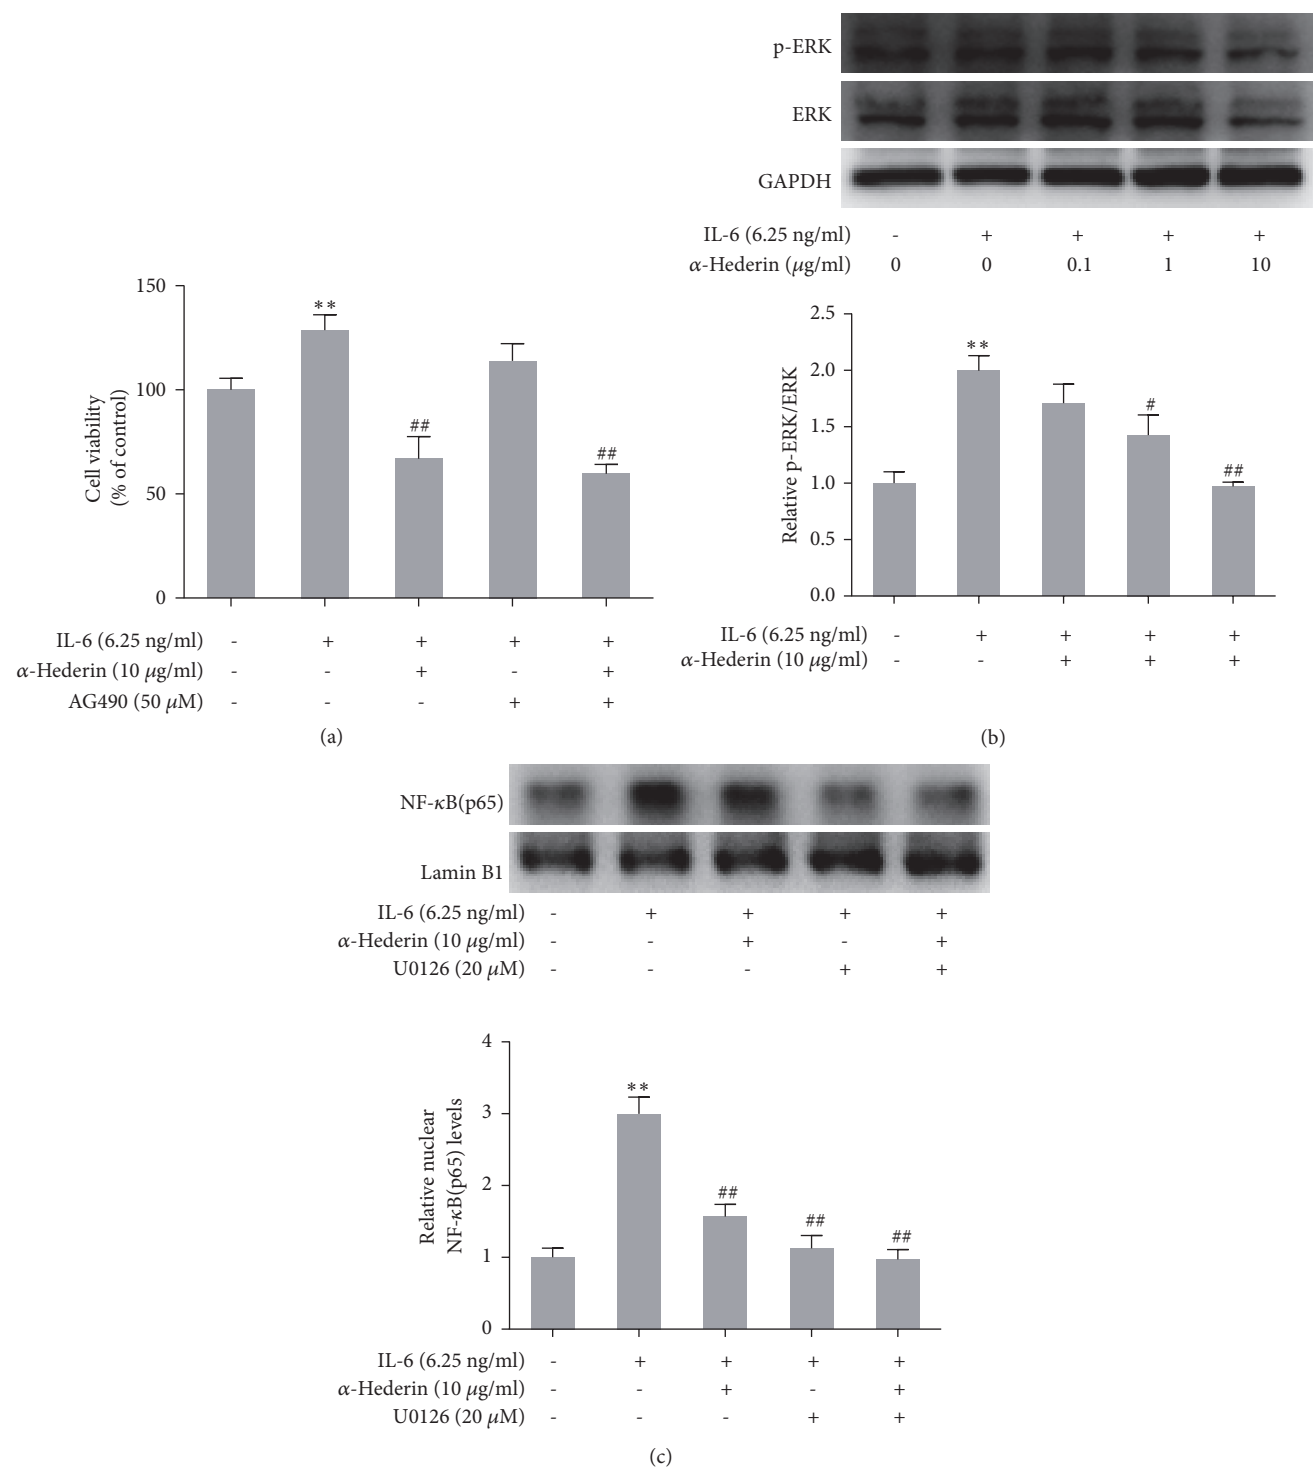 150
100
50
0
Cell viability
(% of control)
**
##
##
IL-6 (6.25 ng/ml) - + + + +
α-Hederin (10 μg/ml) - - + - +
AG490 (50 μM) - - - + +
(a)
p-ERK
ERK
GAPDH
IL-6 (6.25 ng/ml) - + + + +
α-Hederin (μg/ml) 0 0 0.1 1 10
2.5
2.0
1.5
1.0
0.5
0.0
Relative p-ERK/ERK
**
#
##
IL-6 (6.25 ng/ml) - + + + +
α-Hederin (10 μg/ml) - - + + +
(b)
NF-κB(p65)
Lamin B1
IL-6 (6.25 ng/ml) - + + + +
α-Hederin (10 μg/ml) - - + - +
U0126 (20 μM) - - - + +
4
3
2
1
0
Relative nuclear
NF-κB(p65) levels
**
##
##
##
IL-6 (6.25 ng/ml) - + + + +
α-Hederin (10 μg/ml) - - + - +
U0126 (20 μM) - - - + +
(c)